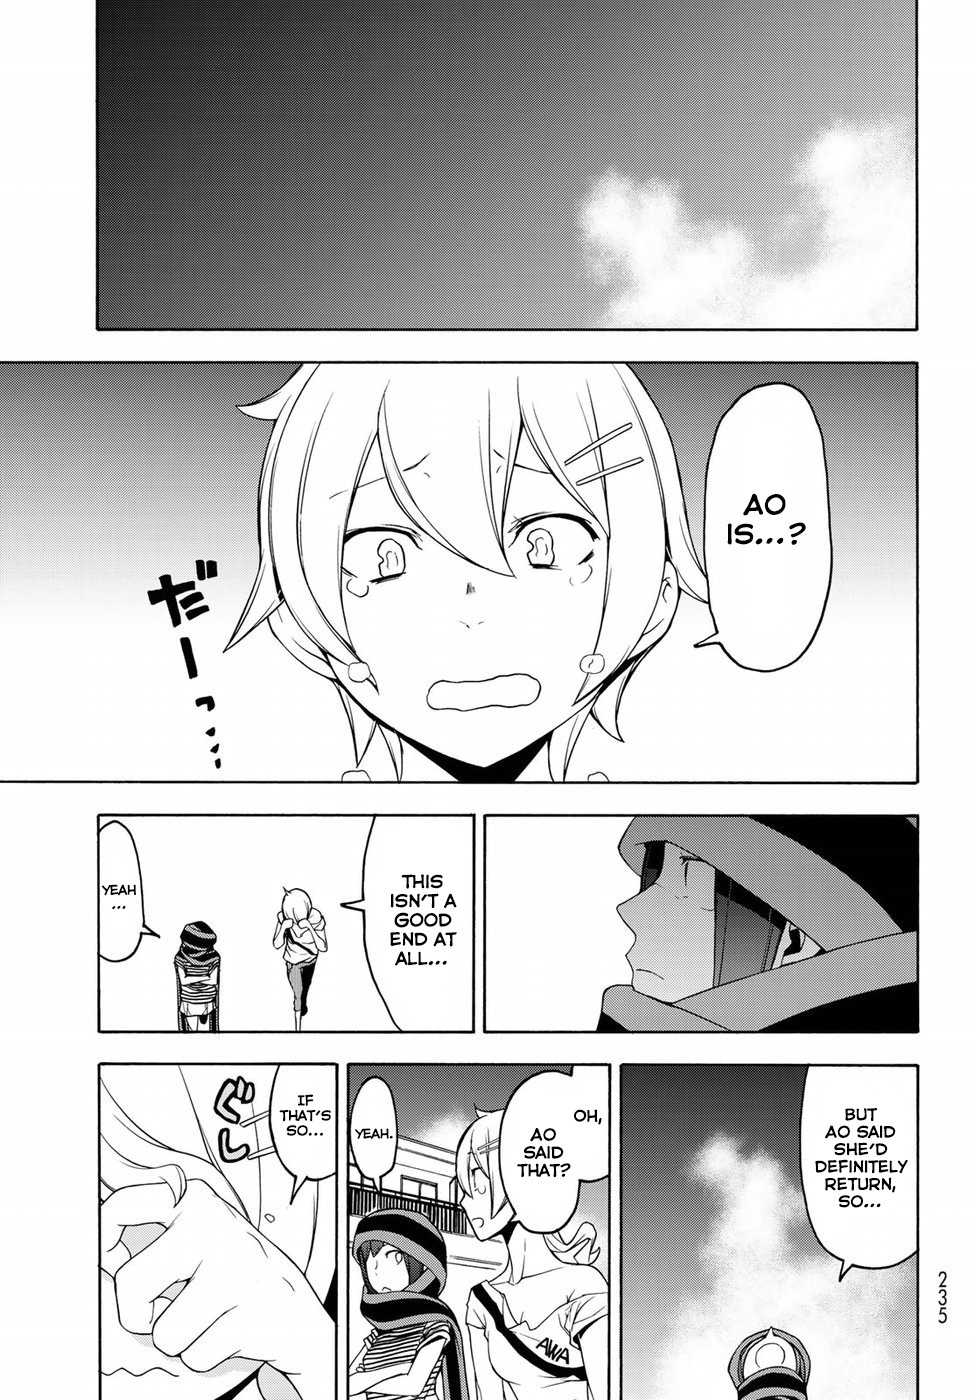 AO
IS...?
だーっ...
THIS
ISN'T A
GOOD
END AT
ALL...
YEAH
...
BUT
AO SAID
SHE'D
DEFINITELY
RETURN,
SO...
OH,
AO
SAID
THAT?
YEAH.
AWA
IF
THAT'S
SO...
ぐし
235